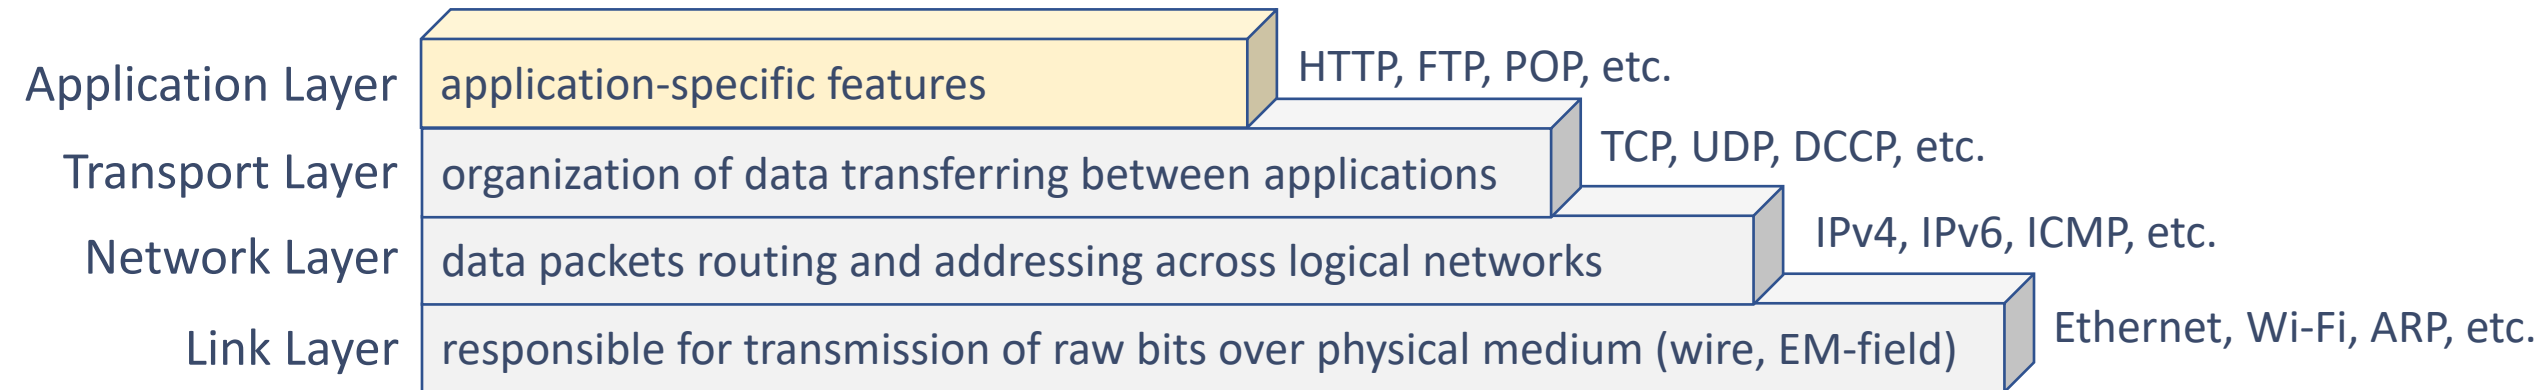 Application Layer
application-specific features
HTTP, FTP, POP, etc.
Transport Layer
organization of data transferring between applications
TCP, UDP, DCCP, etc.
Network Layer
data packets routing and addressing across logical networks
IPv4, IPv6, ICMP, etc.
Link Layer
responsible for transmission of raw bits over physical medium (wire, EM-field)
Ethernet, Wi-Fi, ARP, etc.